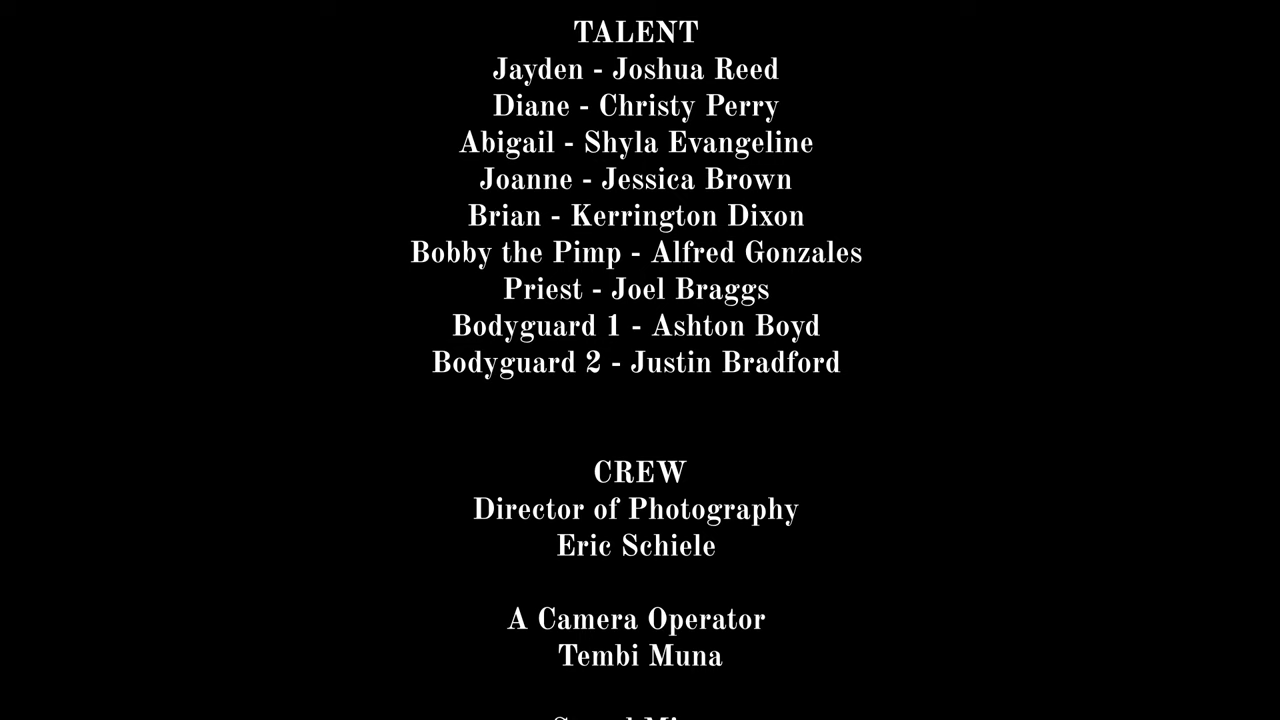 TALENT
Jayden - Joshua Reed
Diane - Christy Perry
Abigail - Shyla Evangeline
Joanne - Jessica Brown
Brian - Kerrington Dixon
Bobby the Pimp - Alfred Gonzales
Priest - Joel Braggs
Bodyguard 1 - Ashton Boyd
Bodyguard 2 - Justin Bradford
CREW
Director of Photography
Eric Schiele
A Camera Operator
Tembi Muna